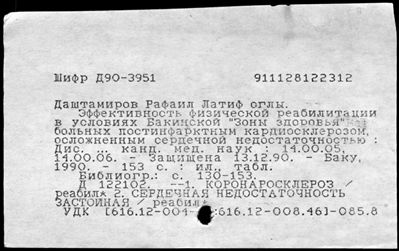 Шифр Д90-3951 911128122312
Даштамиров Рафаил Латиф оглы.
Эффективность физической реабилитации
в условиях Бакинской "Зоны здоровья"
больных постинфарктным кардиосклерозом,
осложненным сердечной недостаточностью :
Дис. ... канд. мед. наук : 14.00.05,
14.00.06. - Защищена 13.12.90. - Баку,
1990. - 153 с. : ил., табл.
Библиогр.: с. 130-153.
Д 122102. --1. КОРОНАРОСКЛЕРОЗ /
реабил* 2. СЕРДЕЧНАЯ НЕДОСТАТОЧНОСТЬ
ЗАСТОЙНАЯ / реабил*
УДК [616.12-004- :616.12-008.46]-085.8